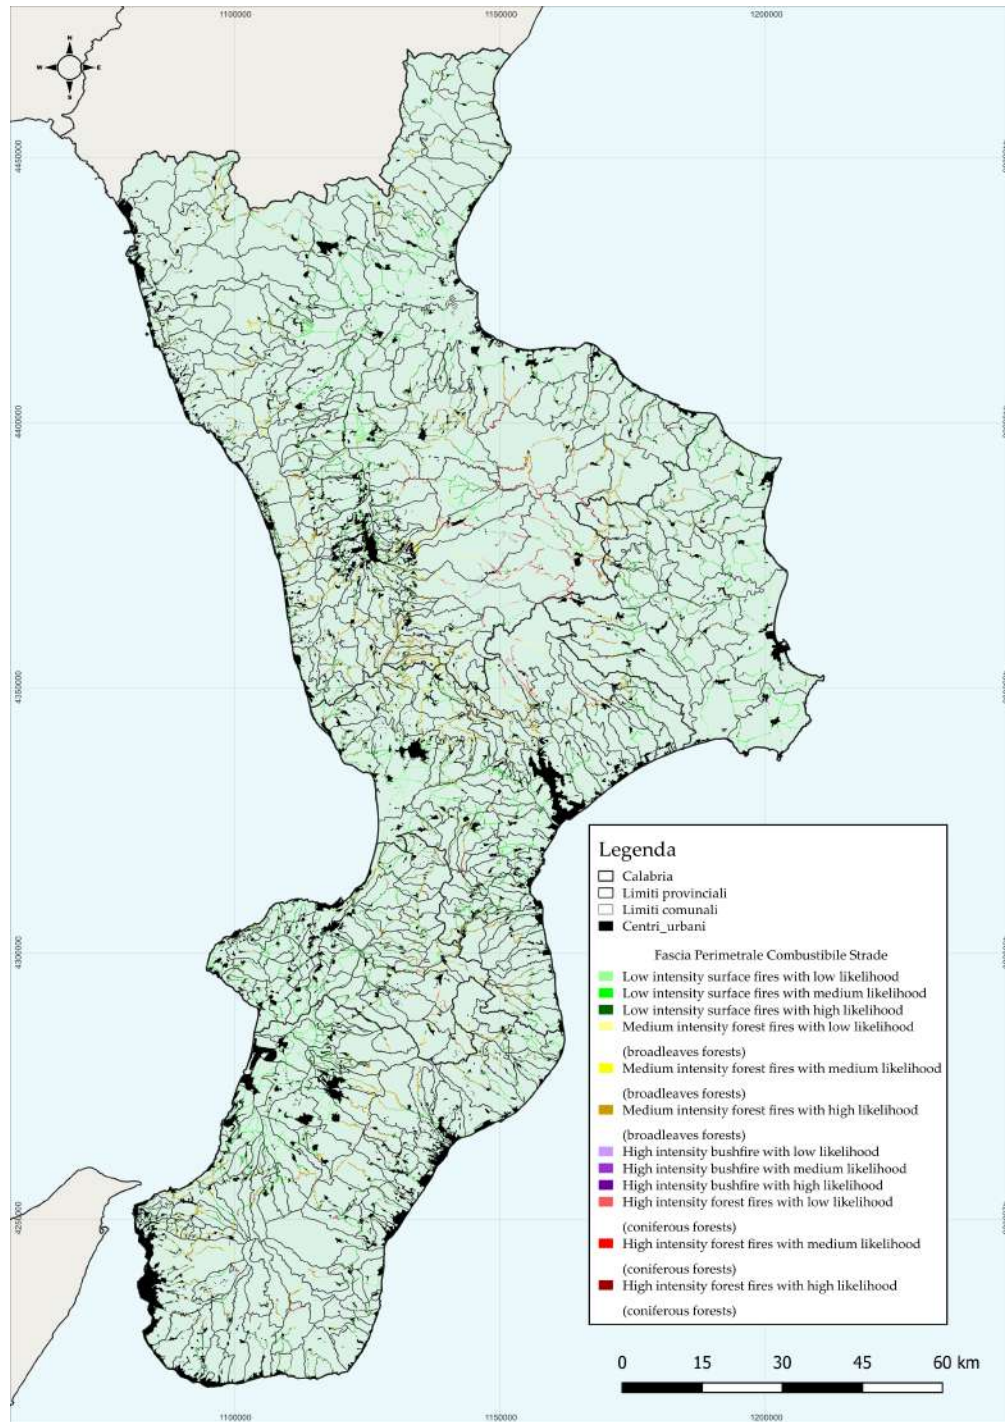 1100000
1150000
1200000
N
W
E
S
4450000
4400000
4350000
4300000
4250000
Legenda
Calabria
Limiti provinciali
Limiti comunali
Centri_urbani
Fascia Perimetrale Combustibile Strade
Low intensity surface fires with low likelihood
Low intensity surface fires with medium likelihood
Low intensity surface fires with high likelihood
Medium intensity forest fires with low likelihood
(broadleaves forests)
Medium intensity forest fires with medium likelihood
(broadleaves forests)
Medium intensity forest fires with high likelihood
(broadleaves forests)
High intensity bushfire with low likelihood
High intensity bushfire with medium likelihood
High intensity bushfire with high likelihood
High intensity forest fires with low likelihood
(coniferous forests)
High intensity forest fires with medium likelihood
(coniferous forests)
High intensity forest fires with high likelihood
(coniferous forests)
0 15 30 45 60 km
1100000
1150000
1200000